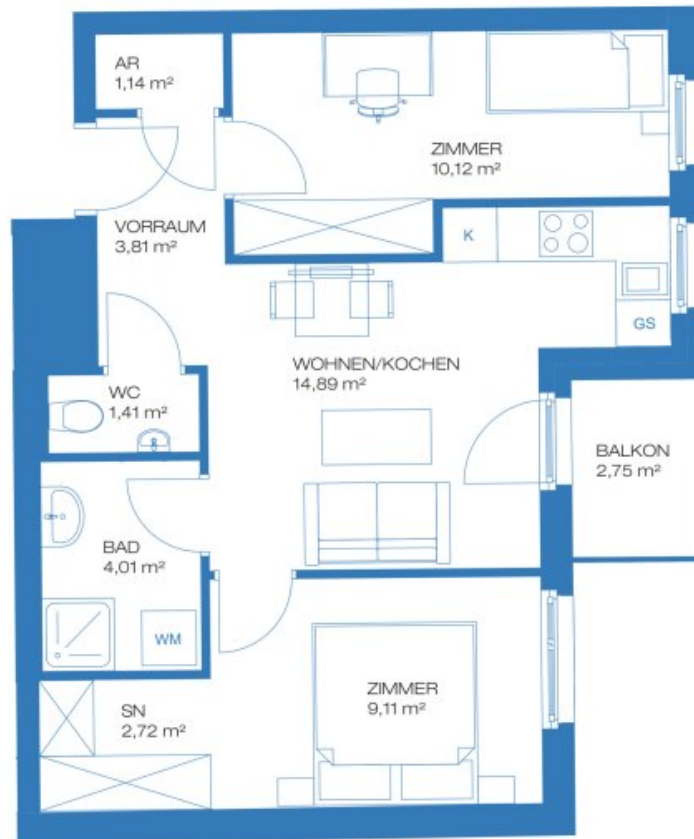 AR
1,14 m²
ZIMMER
10,12 m²
VORRAUM
3,81 m²
K
GS
WOHNEN/KOCHEN
14,89 m²
WC
1,41 m²
BALKON
2,75 m²
BAD
4,01 m²
WM
ZIMMER
9,11 m²
SN
2,72 m²